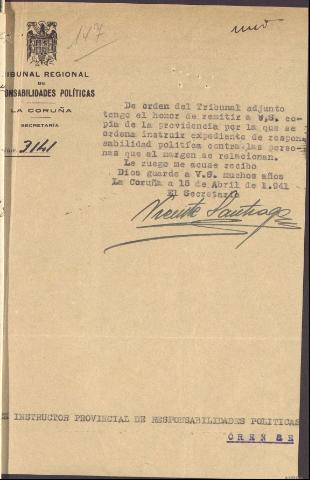 147
TRIBUNAL REGIONAL
DE
RESPONSABILIDADES POLÍTICAS
LA CORUÑA
SECRETARÍA
3141
De orden del Tribunal adjunto
tengo el honor de remitir a V.S. co-
pia de la providencia por la que se
ordena instruir expediente de respon
sabilidad política contra las perso-
nas que al margen se relacionan.
Le ruego me acuse recibo
Dios guarde a V.S. muchos años
La Coruña a 16 de Abril de 1.941
El Secretario
Vicente Santiago
INSTRUCTOR PROVINCIAL DE RESPONSABILIDADES POLITICAS
ORENSE